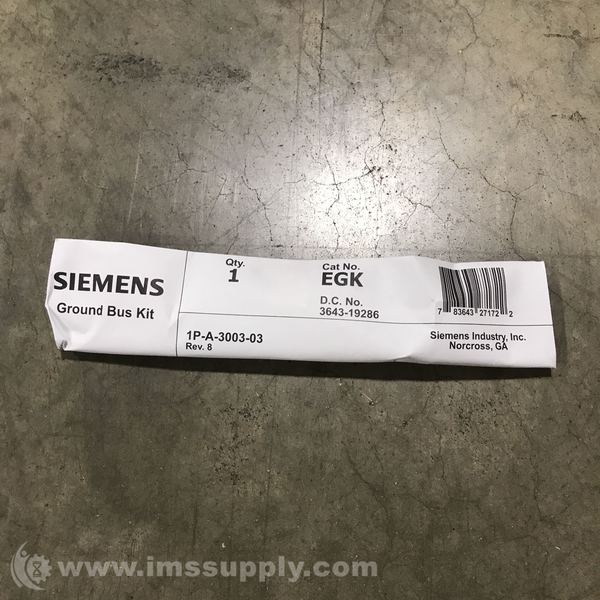 SIEMENS
Ground Bus Kit
Qty.
1
Cat No.
EGK
D.C. No.
3643-19286
7 83643 27172 2
1P-A-3003-03
Rev. 8
Siemens Industry, Inc.
Norcross, GA
www.imssupply.com